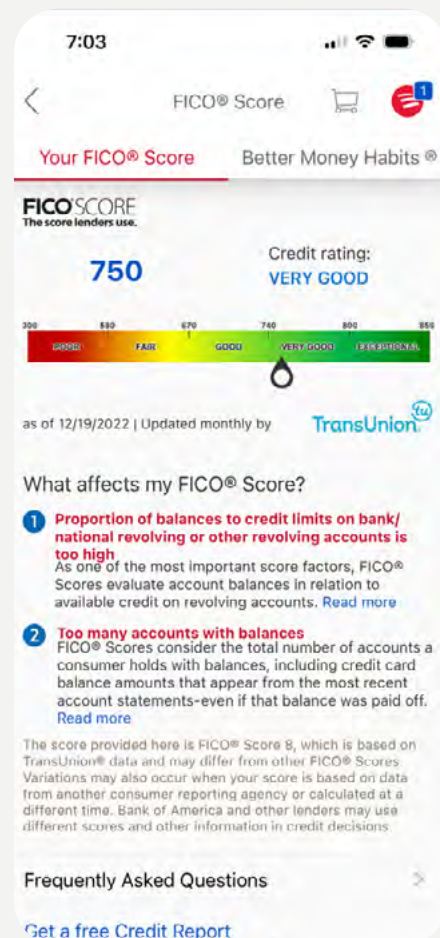 7:03
FICO® Score
1
Your FICO® Score
Better Money Habits ®
FICO® SCORE
The score lenders use.
750
Credit rating:
VERY GOOD
300 580 670 740 800 850
POOR FAIR GOOD VERY GOOD EXCEPTIONAL
as of 12/19/2022 | Updated monthly by
TransUnion
tu
What affects my FICO® Score?
1 Proportion of balances to credit limits on bank/
national revolving or other revolving accounts is
too high
As one of the most important score factors, FICO®
Scores evaluate account balances in relation to
available credit on revolving accounts. Read more
2 Too many accounts with balances
FICO® Scores consider the total number of accounts a
consumer holds with balances, including credit card
balance amounts that appear from the most recent
account statements-even if that balance was paid off.
Read more
The score provided here is FICO® Score 8, which is based on
TransUnion® data and may differ from other FICO® Scores
Variations may also occur when your score is based on data
from another consumer reporting agency or calculated at a
different time. Bank of America and other lenders may use
different scores and other information in credit decisions
Frequently Asked Questions
Get a free Credit Report